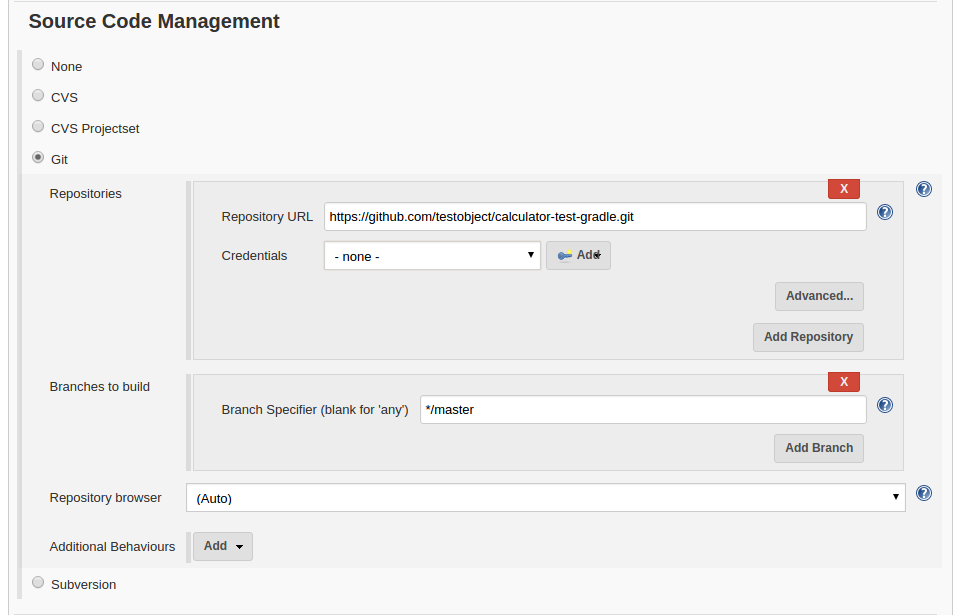 Source Code Management
None
CVS
CVS Projectset
Git
Repositories
X
?
Repository URL https://github.com/testobject/calculator-test-gradle.git ?
Credentials - none - Add
Advanced...
Add Repository
Branches to build
X
Branch Specifier (blank for 'any') */master ?
Add Branch
Repository browser (Auto) ?
Additional Behaviours Add
Subversion